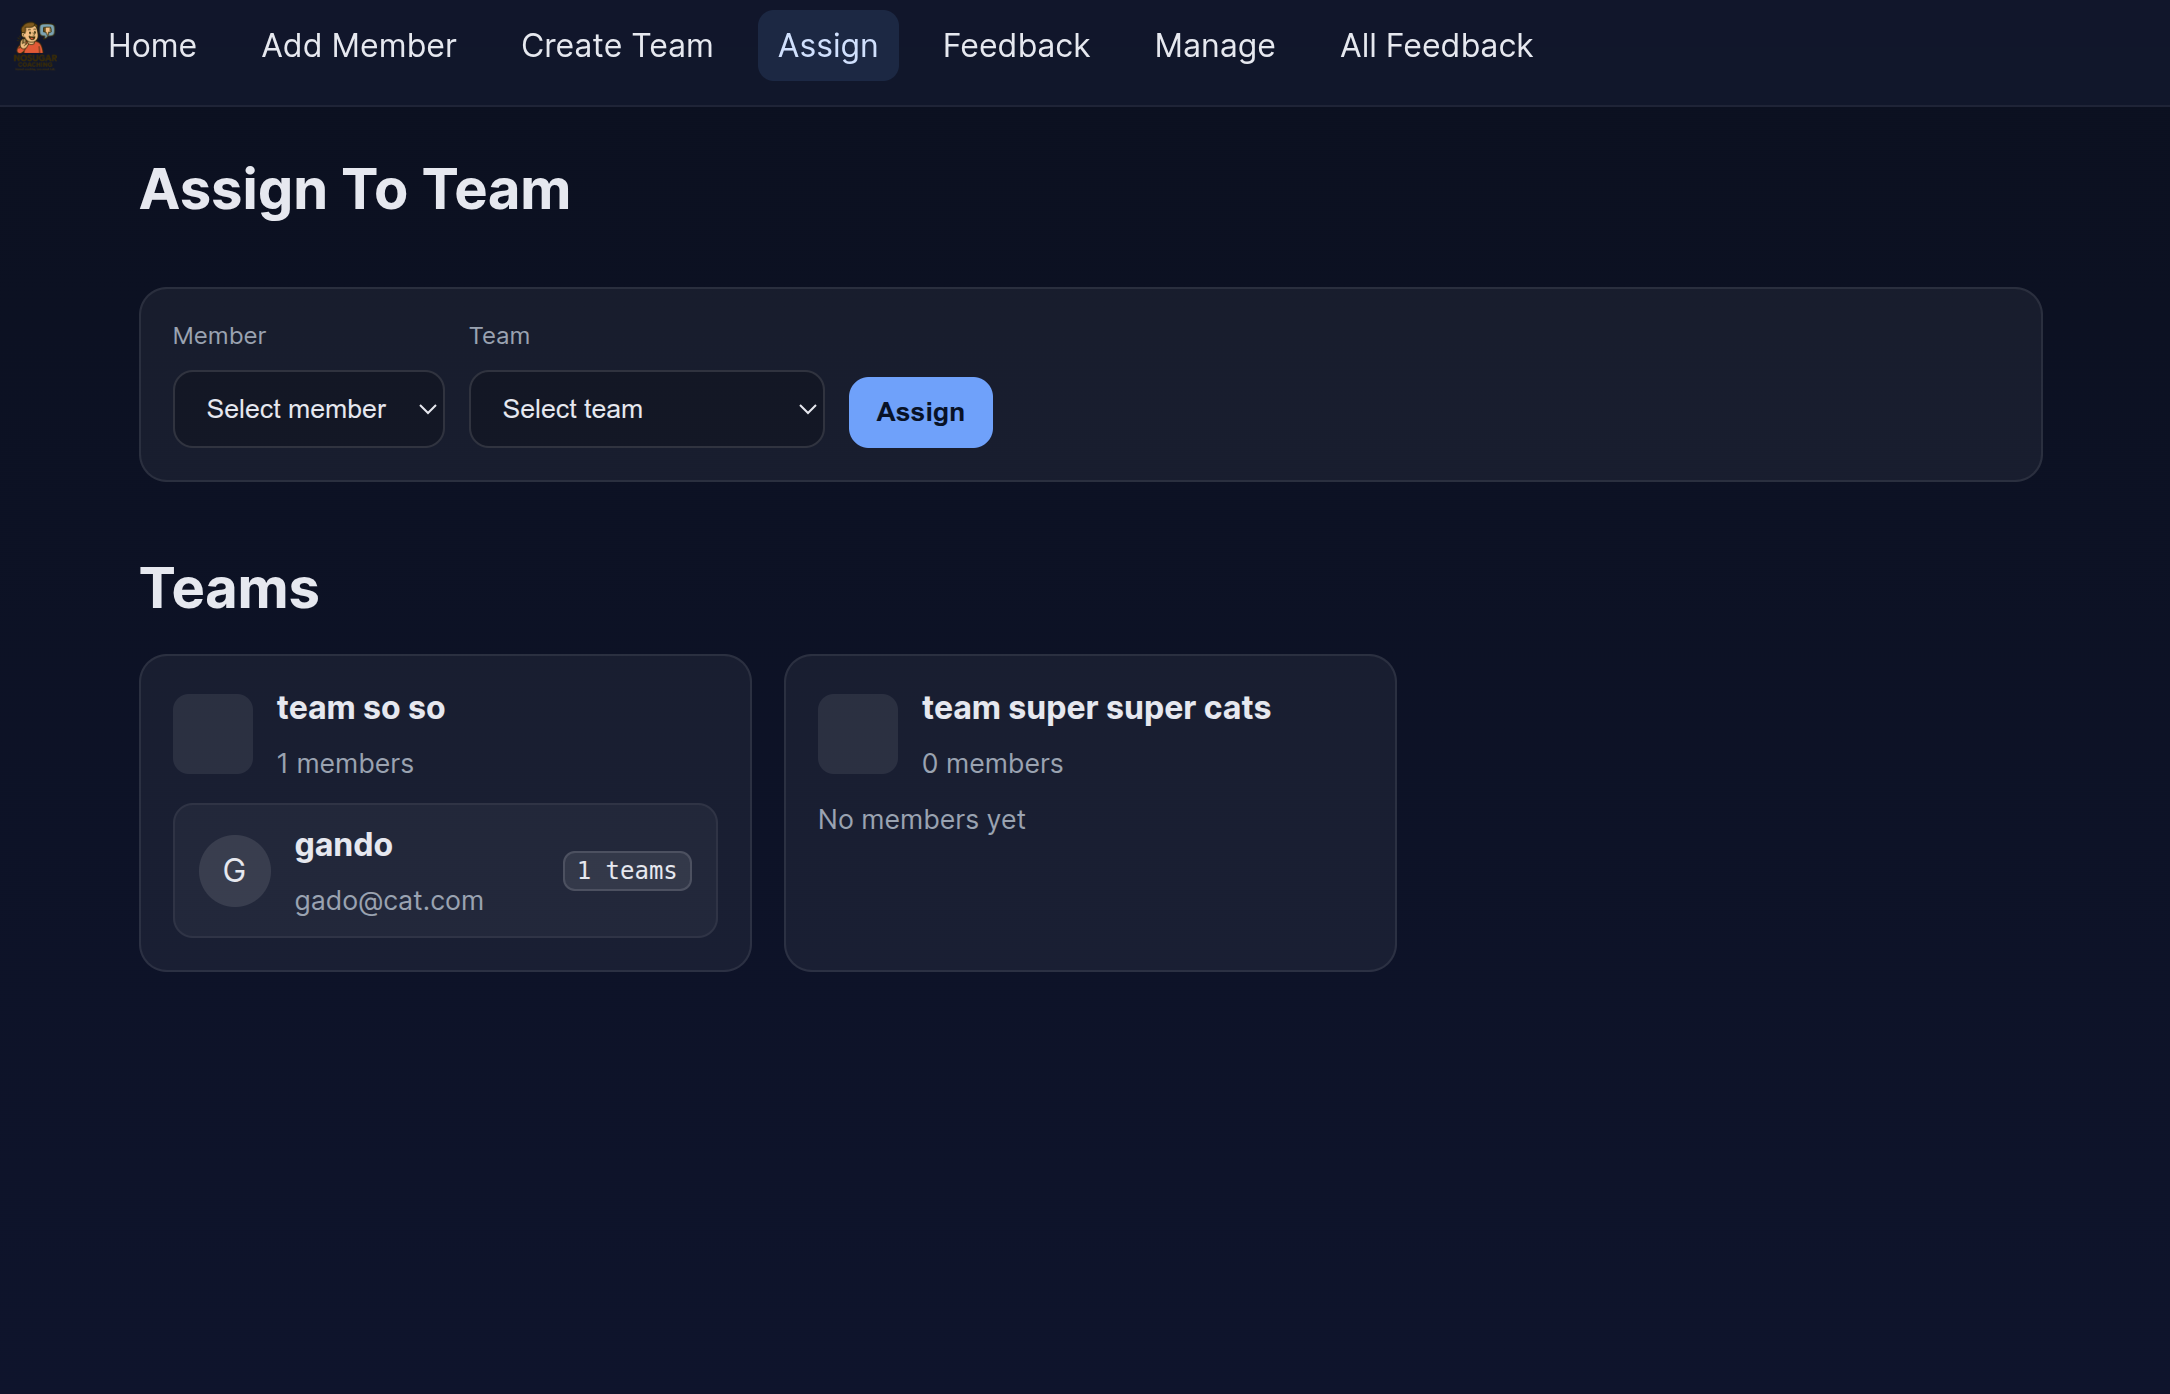 Home Add Member Create Team Assign Feedback Manage All Feedback
Assign To Team
Member Team
Select member Select team Assign
Teams
team so so
1 members
gando
gado@cat.com
G
1 teams
team super super cats
0 members
No members yet